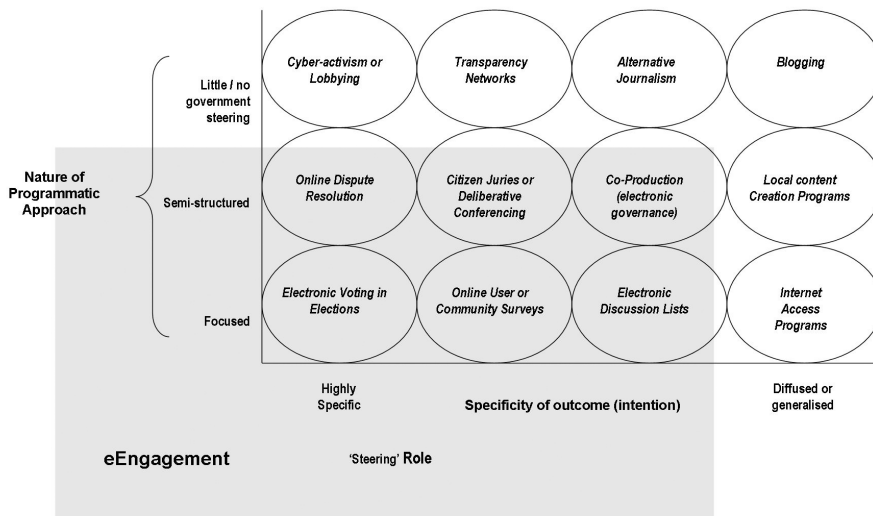 Cyber-activism or
Lobbying
Transparency
Networks
Alternative
Journalism
Blogging
Little / no
government
steering
Nature of
Programmatic
Approach
Semi-structured
Online Dispute
Resolution
Citizen Juries or
Deliberative
Conferencing
Co-Production
(electronic
governance)
Local content
Creation Programs
Focused
Electronic Voting in
Elections
Online User or
Community Surveys
Electronic
Discussion Lists
Internet
Access
Programs
Highly
Specific
Specificity of outcome (intention)
Diffused or
generalised
eEngagement
‘Steering’ Role